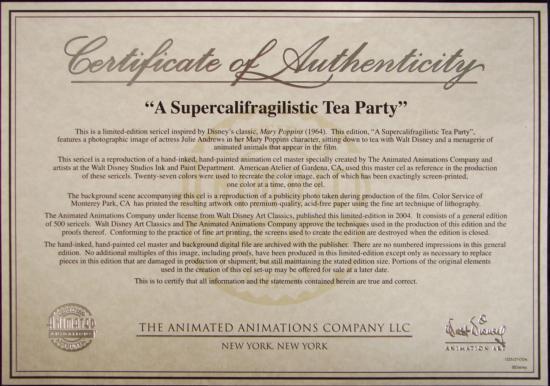 Certificate of Authenticity
“A Supercalifragilistic Tea Party”
This is a limited-edition sericel inspired by Disney's classic, Mary Poppins (1964). This edition, “A Supercalifragilistic Tea Party”,
features a photographic image of actress Julie Andrews in her Mary Poppins character, sitting down to tea with Walt Disney and a menagerie of
animated animals that appear in the film.
This sericel is a reproduction of a hand-inked, hand-painted animation cel master specially created by The Animated Animations Company and
artists at the Walt Disney Studios Ink and Paint Department. American Atelier of Gardena, CA, used this master cel as reference in the production
of these sericels. Twenty-seven colors were used to recreate the color image, each of which has been exactingly screen-printed,
one color at a time, onto the cel.
The background scene accompanying this cel is a reproduction of a publicity photo taken during production of the film. Color Service of
Monterey Park, CA has printed the resulting artwork onto premium-quality, acid-free paper using the fine art technique of lithography.
The Animated Animations Company under license from Walt Disney Art Classics, published this limited-edition in 2004. It consists of a general edition
of 500 sericels. Walt Disney Art Classics and The Animated Animations Company approve the techniques used in the production of this edition and the
proofs thereof. Conforming to the practice of fine art printing, the screens used to create the edition are destroyed when the edition is closed.
The hand-inked, hand-painted cel master and background digital file are archived with the publisher. There are no numbered impressions in this general
edition. No additional multiples of this image, including proofs, have been produced in this limited-edition except only as necessary to replace
pieces in this edition that are damaged in production or shipment, but still maintaining the stated edition size. Portions of the original elements
used in the creation of this cel set-up may be offered for sale at a later date.
This is to certify that all information and the statements contained herein are true and correct.
ANIMATED
ANIMATIONS
THE ANIMATED ANIMATIONS COMPANY LLC
NEW YORK, NEW YORK
Walt Disney
ANIMATION ART
©Disney